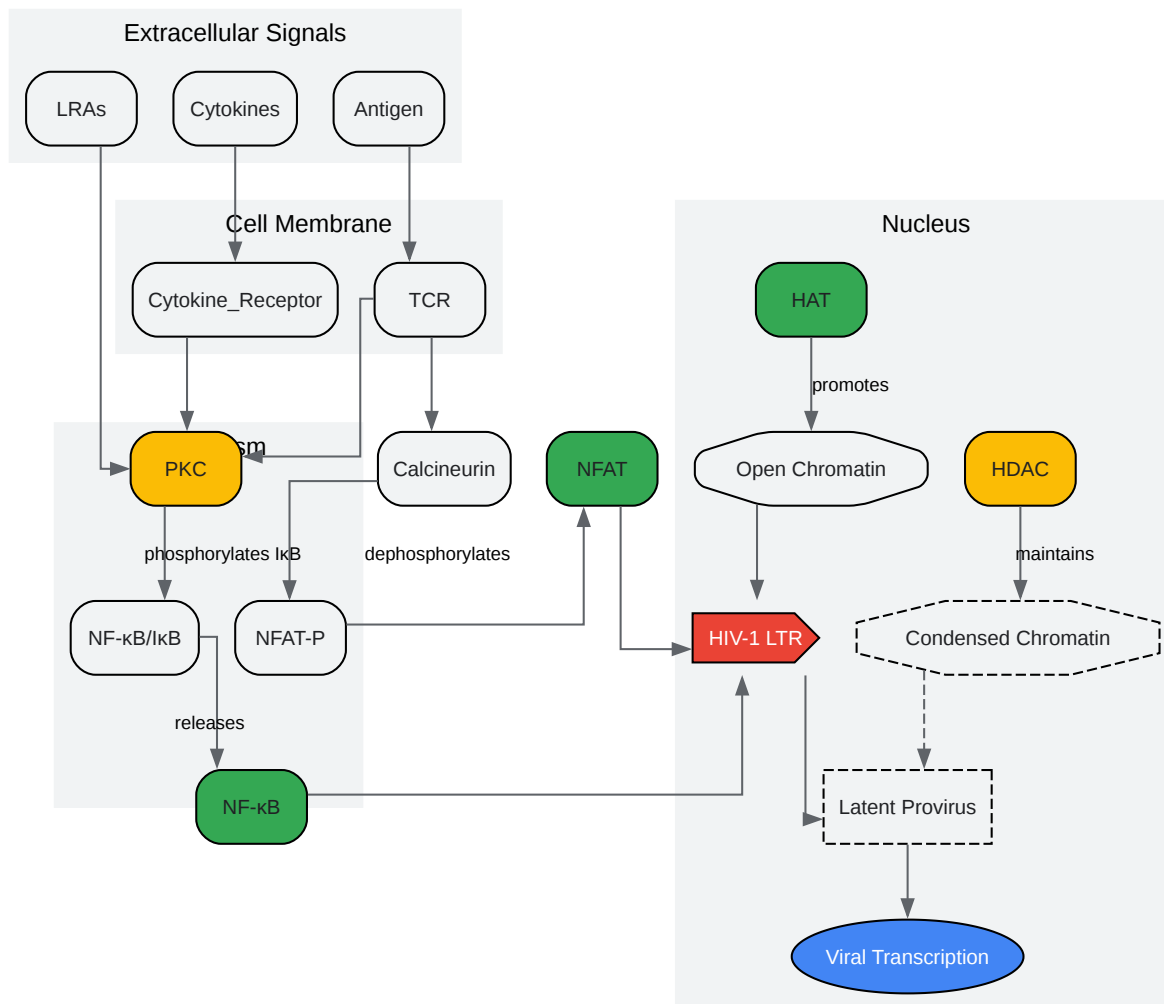 Extracellular Signals
LRAs
Cytokines
Antigen
Cell Membrane
Nucleus
Cytokine_Receptor
TCR
HAT
promotes
PKC
Calcineurin
NFAT
Open Chromatin
HDAC
phosphorylates IκB
dephosphorylates
maintains
NF-κB/IκB
NFAT-P
HIV-1 LTR
Condensed Chromatin
releases
NF-κB
Latent Provirus
Viral Transcription